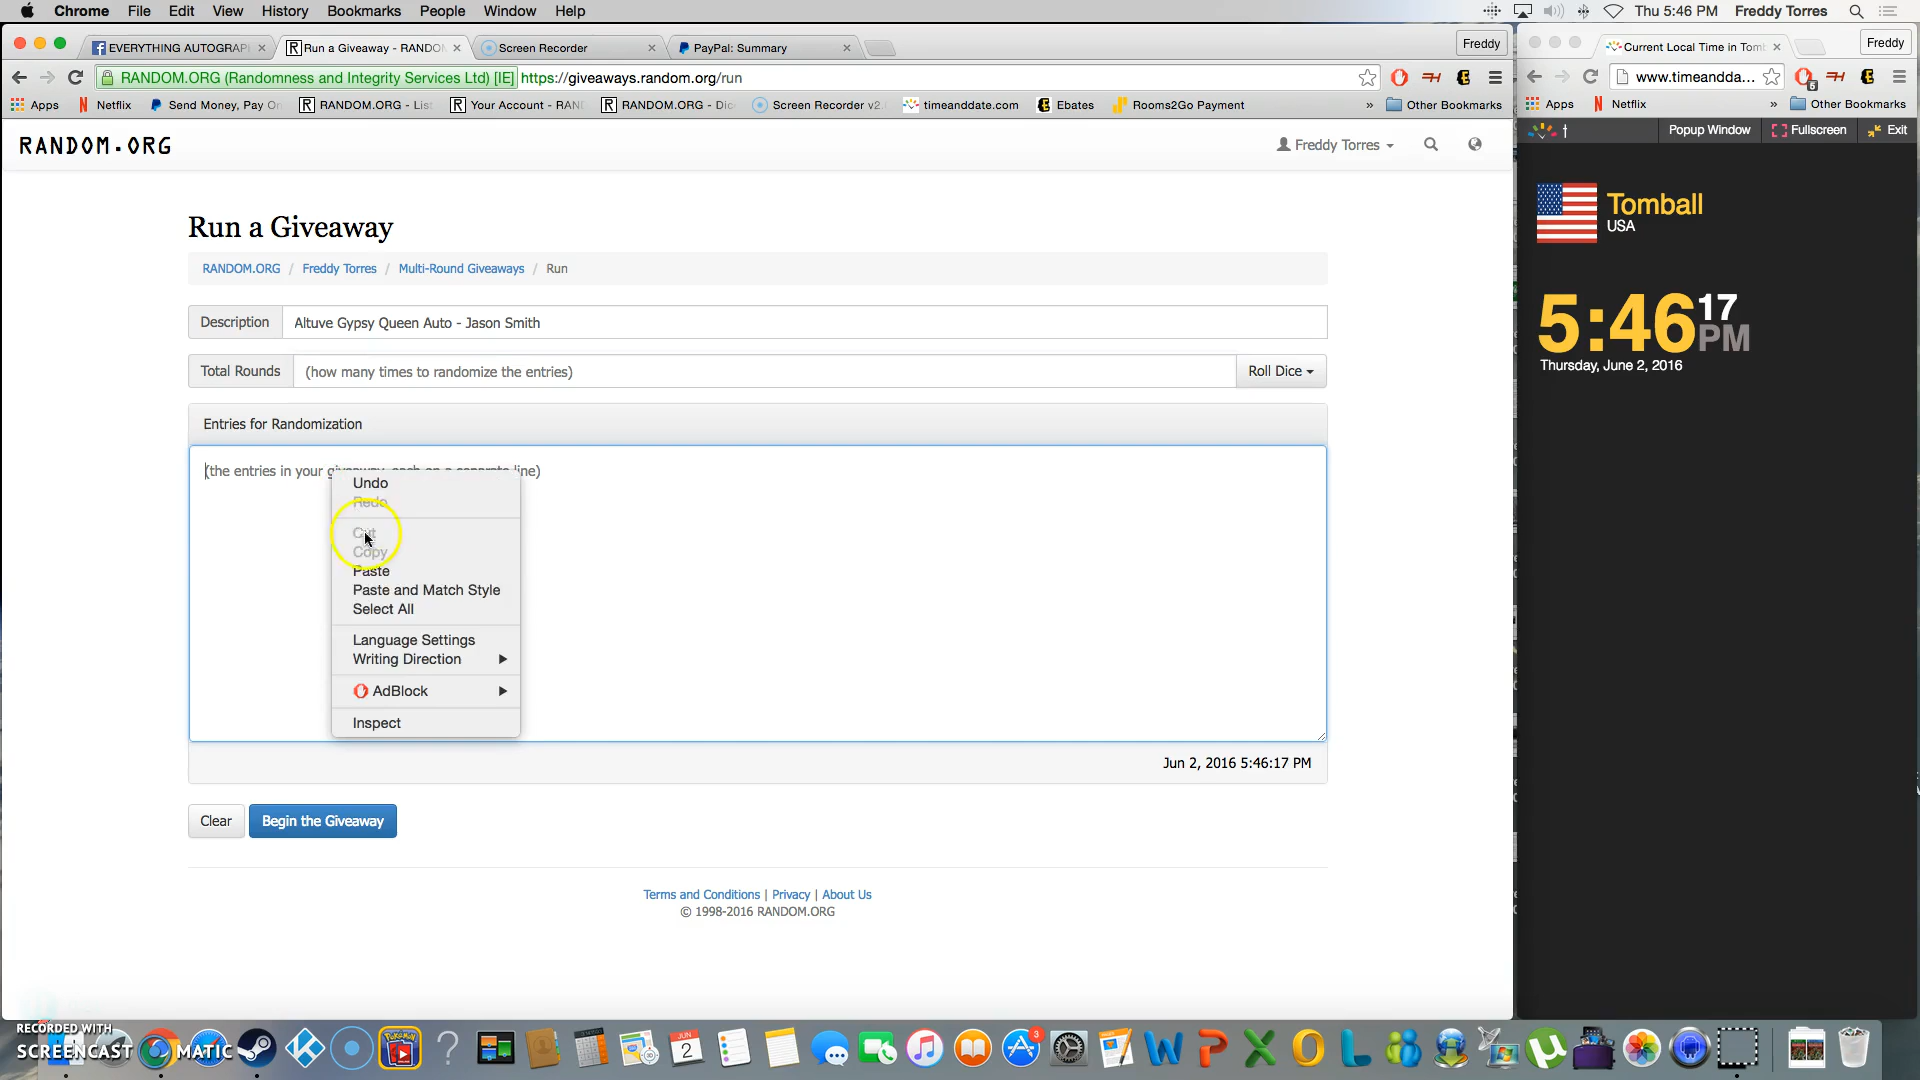 Chrome File Edit View History Bookmarks People Window Help Thu 5:46 PM Freddy Torres
EVERYTHING AUTOGRAP Run a Giveaway - RANDOM Screen Recorder PayPal: Summary Freddy
RANDOM.ORG (Randomness and Integrity Services Ltd) [IE] https://giveaways.random.org/run
Apps Netflix Send Money, Pay On RANDOM.ORG - List Your Account - RAN RANDOM.ORG - Dic Screen Recorder v2. timeanddate.com Ebates Rooms2Go Payment » Other Bookmarks
RANDOM.ORG
Freddy Torres
Run a Giveaway
RANDOM.ORG / Freddy Torres / Multi-Round Giveaways / Run
Description Altuve Gypsy Queen Auto - Jason Smith
Total Rounds (how many times to randomize the entries) Roll Dice
Entries for Randomization
(the entries in your giveaway, each on a separate line)
Undo
Redo
Cut
Copy
Paste
Paste and Match Style
Select All
Language Settings
Writing Direction
AdBlock
Inspect
Jun 2, 2016 5:46:17 PM
Clear Begin the Giveaway
Terms and Conditions | Privacy | About Us
© 1998-2016 RANDOM.ORG
Current Local Time in Tomb Freddy
www.timeandda...
Apps Netflix » Other Bookmarks
t Popup Window Fullscreen Exit
Tomball
USA
5:46 17 PM
Thursday, June 2, 2016
RECORDED WITH
SCREENCAST MATIC
JUN
2
3